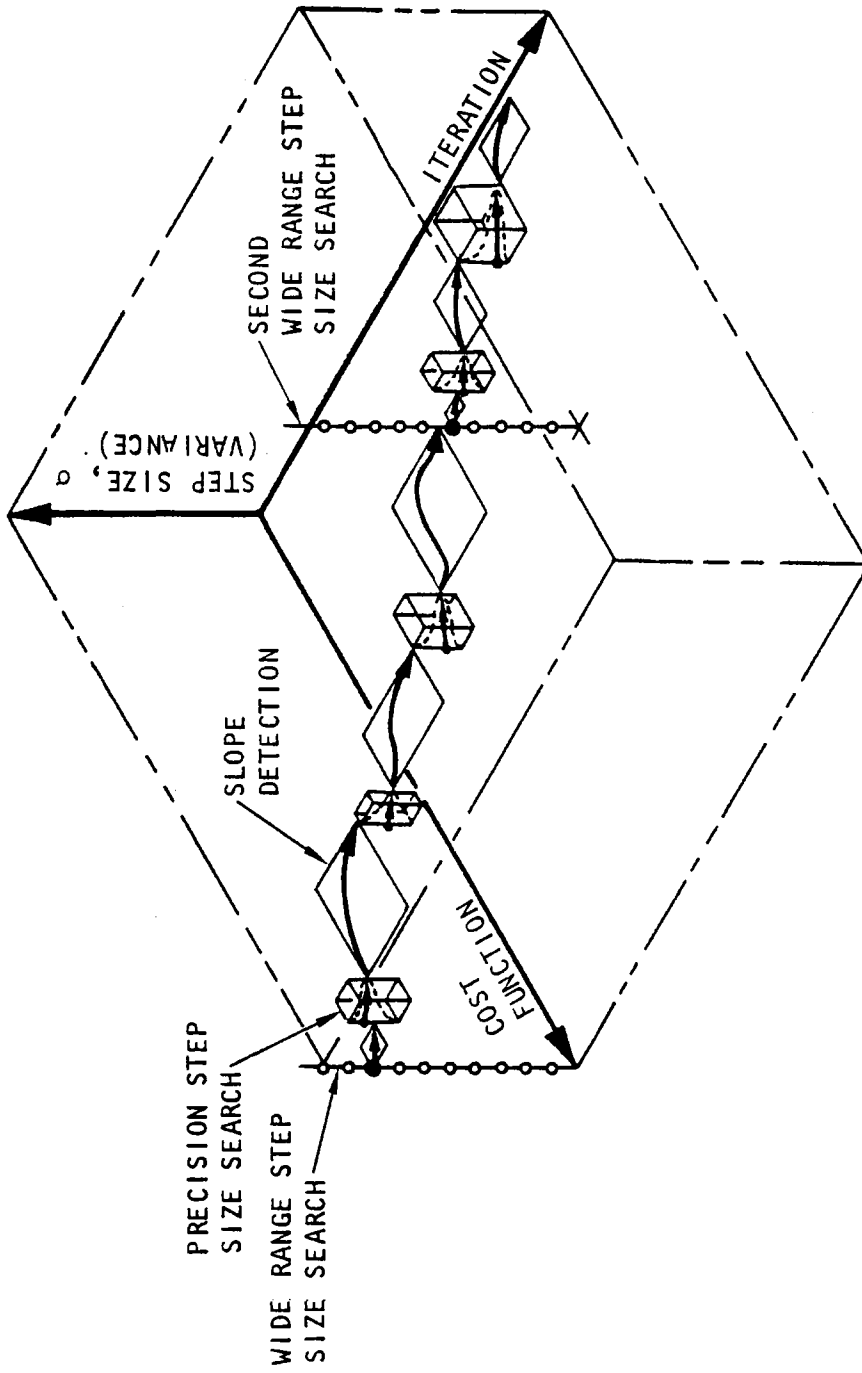 PRECISION STEP
SIZE SEARCH
WIDE RANGE STEP
SIZE SEARCH
SLOPE
DETECTION
STEP SIZE, σ
(VARIANCE)
SECOND
WIDE RANGE STEP
SIZE SEARCH
ITERATION
COST
FUNCTION